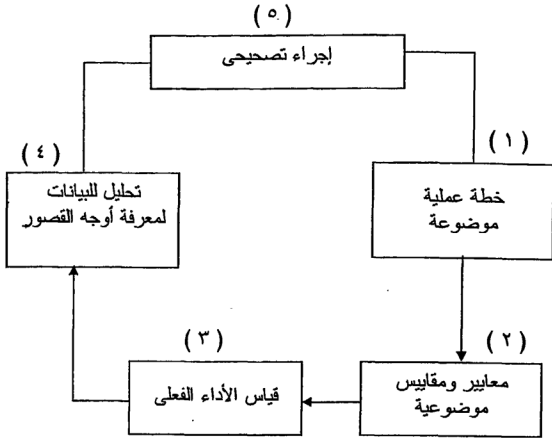 ( ٥ )
إجراء تصحيحى
( ١ )
خطة عملية
موضوعة
( ٢ )
معايير ومقاييس
موضوعية
( ٣ )
قياس الأداء الفعلى
( ٤ )
تحليل للبيانات
لمعرفة أوجه القصور